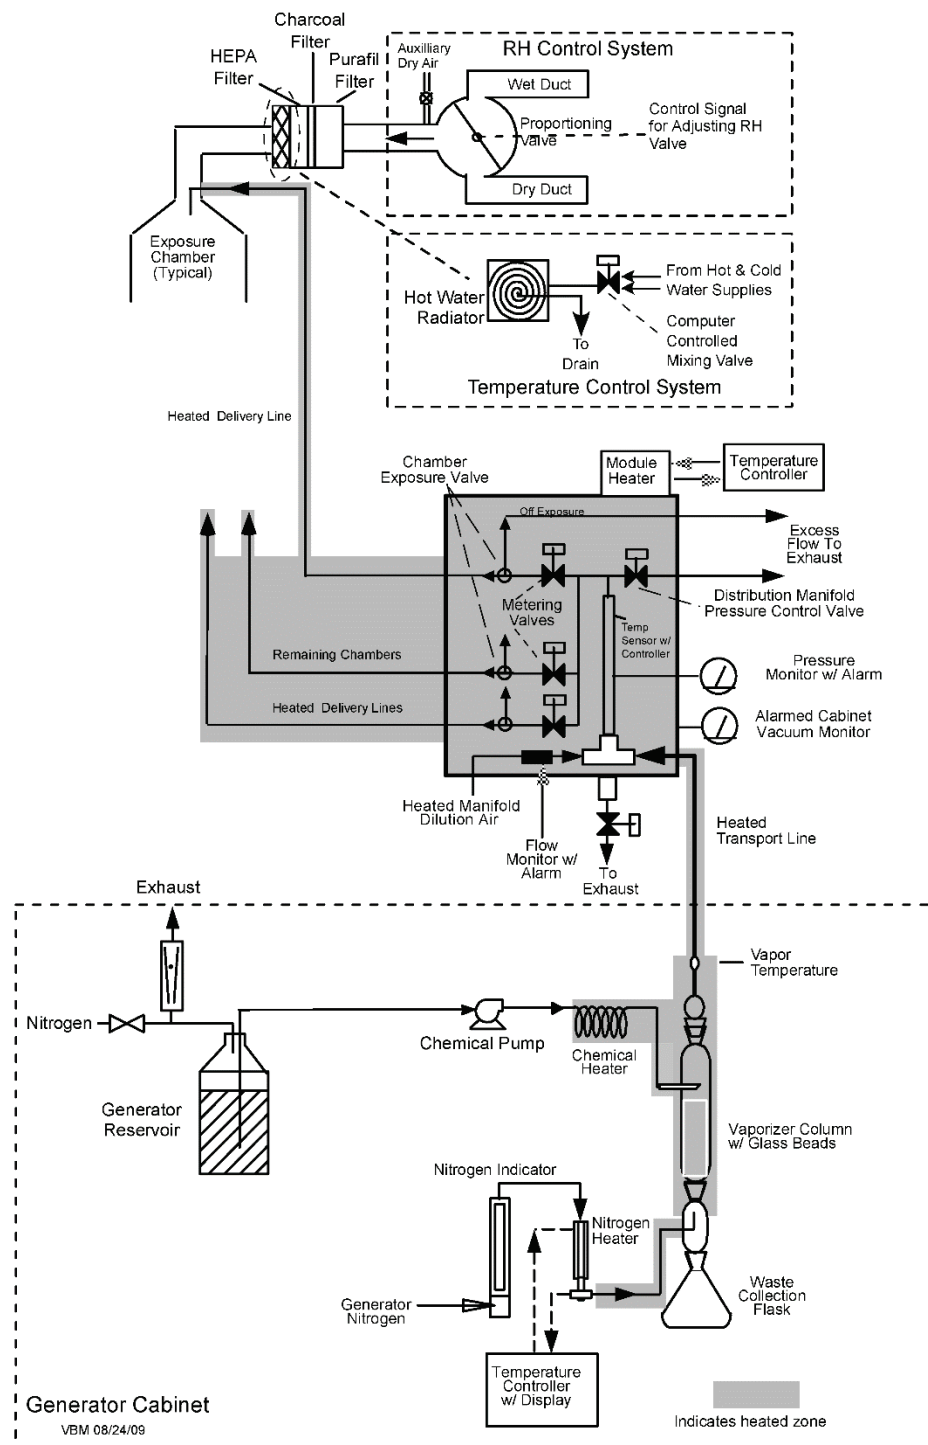 Charcoal
Filter
HEPA
Filter
Purafil
Filter
Auxilliary
Dry Air
RH Control System
Wet Duct
Proportioning
Valve
Control Signal
for Adjusting RH
Valve
Dry Duct
Exposure
Chamber
(Typical)
Hot Water
Radiator
From Hot & Cold
Water Supplies
To
Drain
Computer
Controlled
Mixing Valve
Temperature Control System
Heated Delivery Line
Chamber
Exposure Valve
Module
Heater
Temperature
Controller
Off Exposure
Excess
Flow To
Exhaust
Metering
Valves
Distribution Manifold
Pressure Control Valve
Temp
Sensor w/
Controller
Remaining Chambers
Pressure
Monitor w/ Alarm
Heated Delivery Lines
Alarmed Cabinet
Vacuum Monitor
Heated Manifold
Dilution Air
Flow
Monitor w/
Alarm
To
Exhaust
Heated
Transport Line
Exhaust
Vapor
Temperature
Nitrogen
Chemical Pump
Chemical
Heater
Generator
Reservoir
Vaporizer Column
w/ Glass Beads
Nitrogen Indicator
Nitrogen
Heater
Generator
Nitrogen
Waste
Collection
Flask
Temperature
Controller
w/ Display
Generator Cabinet
VBM 08/24/09
Indicates heated zone